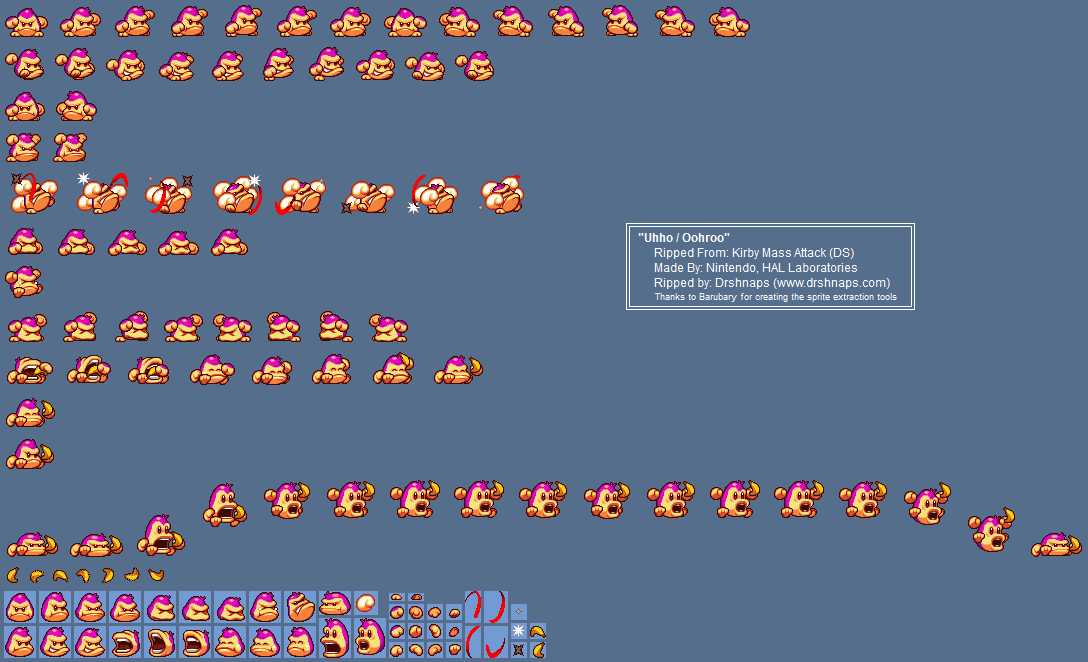 "Uhho / Oohroo"
Ripped From: Kirby Mass Attack (DS)
Made By: Nintendo, HAL Laboratories
Ripped by: Drshnaps (www.drshnaps.com)
Thanks to Barubary for creating the sprite extraction tools